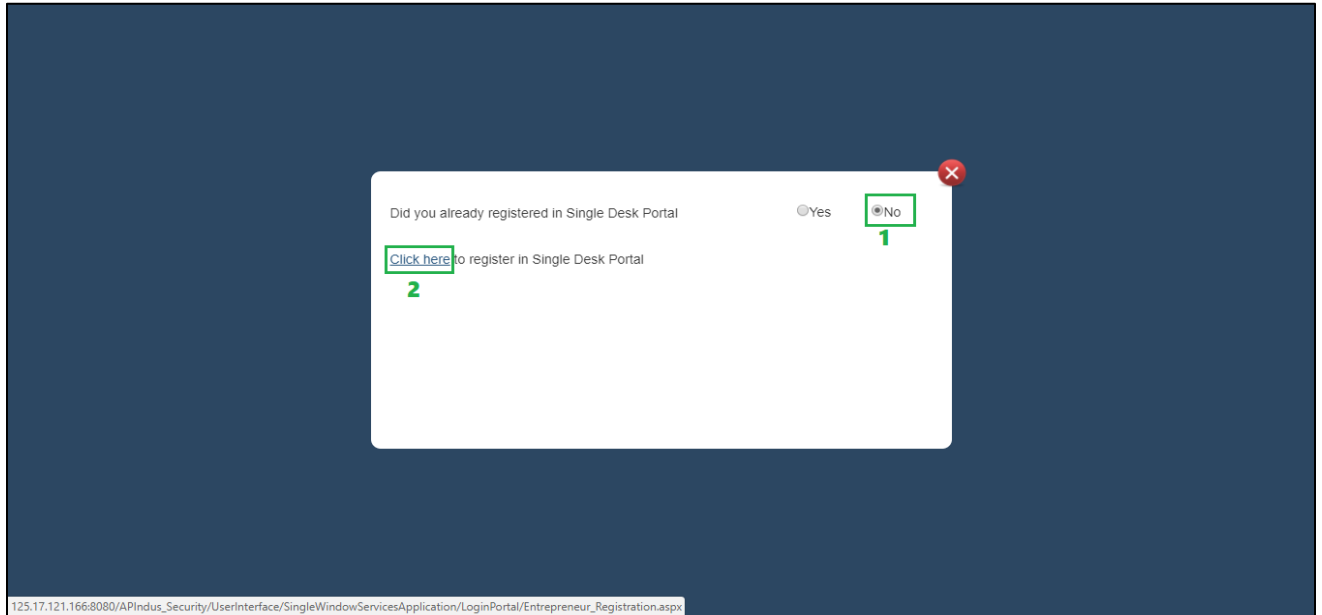 Did you already registered in Single Desk Portal Yes No
1
Click here to register in Single Desk Portal
2
125.17.121.166:8080/APIndus_Security/UserInterface/SingleWindowServicesApplication/LoginPortal/Entrepreneur_Registration.aspx